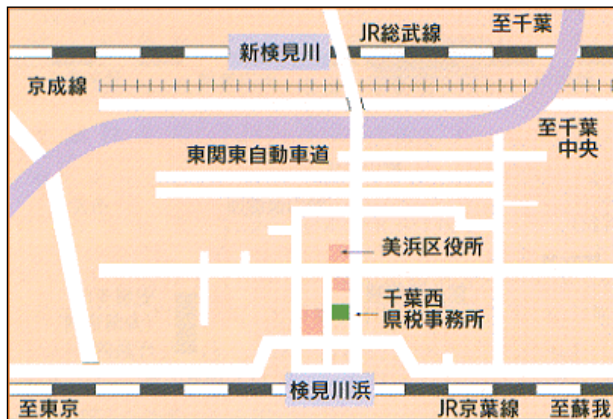 至千葉
JR総武線
新検見川
京成線
至千葉
中央
東関東自動車道
美浜区役所
千葉西
県税事務所
検見川浜
至東京
JR京葉線
至蘇我